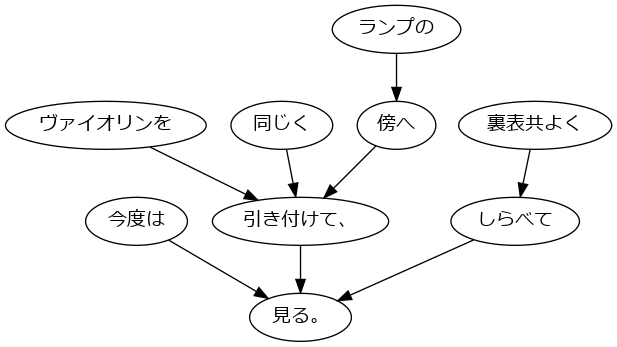 ランプの
ヴァイオリンを
同じく
傍へ
裏表共よく
今度は
引き付けて、
しらべて
見る。